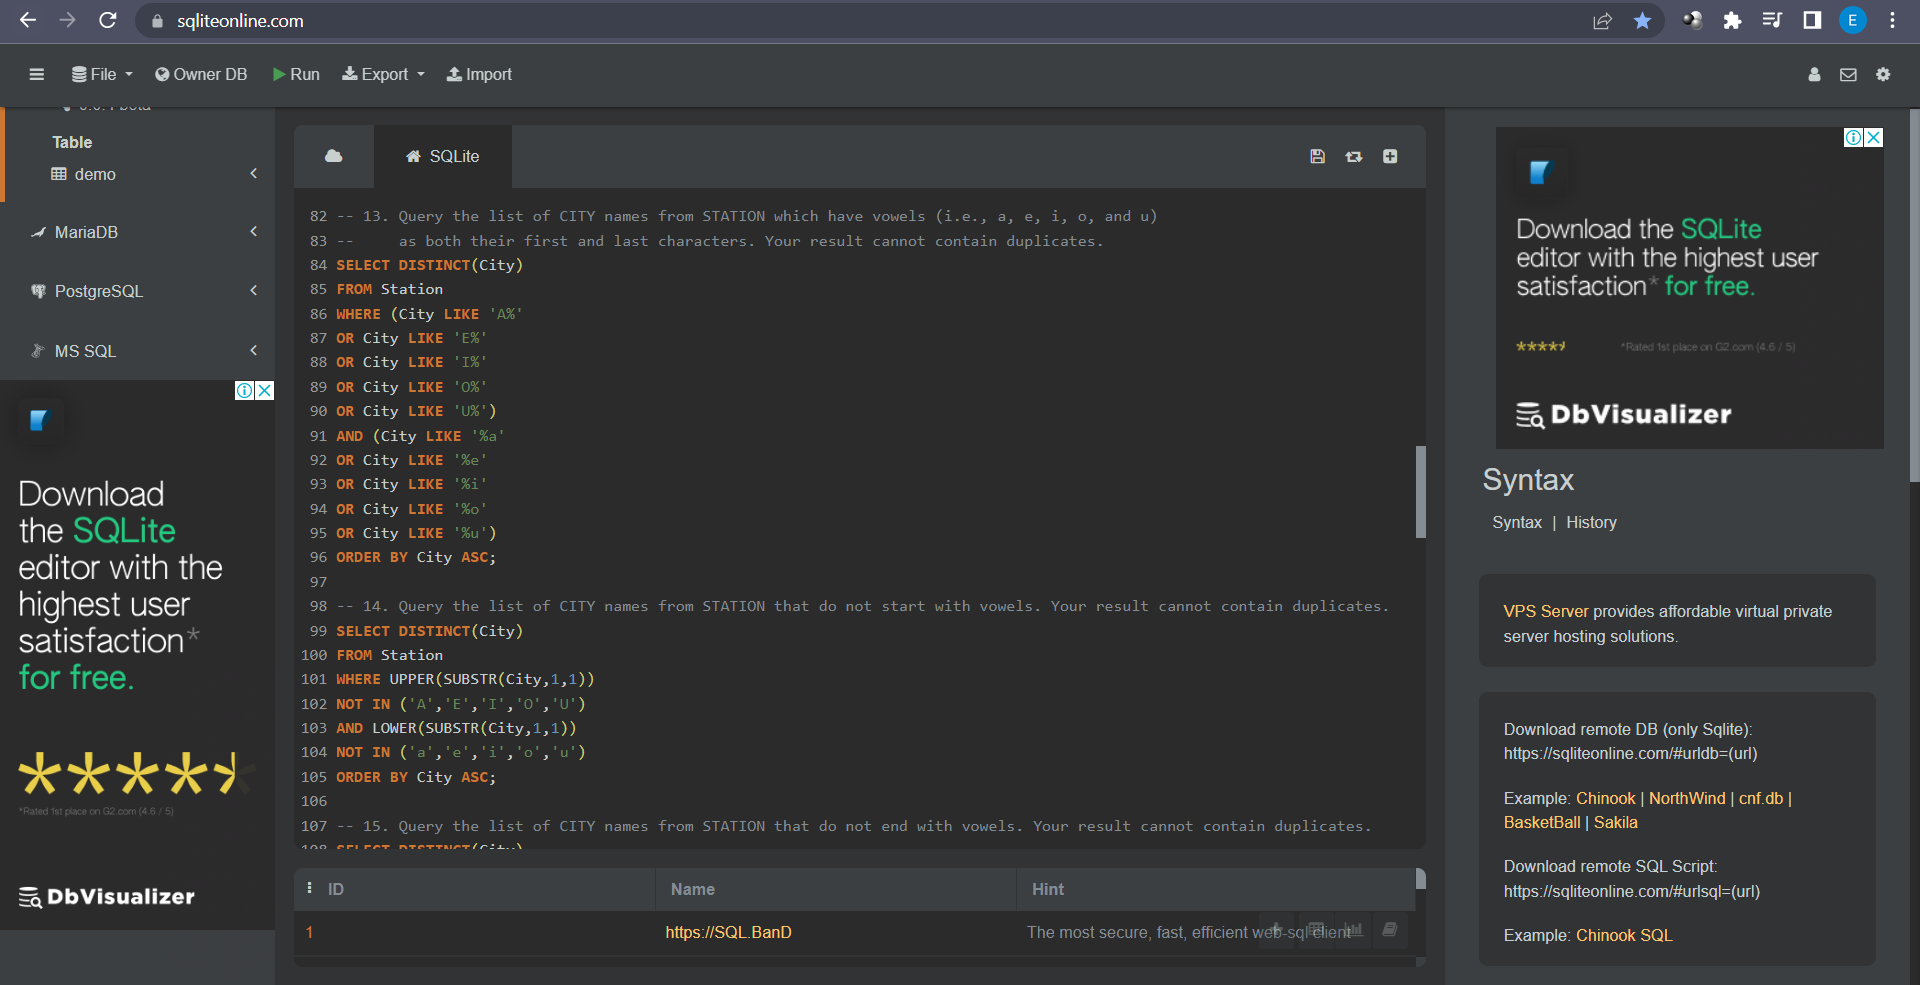 sqliteonline.com
E
File
Owner DB
Run
Export
Import
Table
demo
MariaDB
PostgreSQL
MS SQL
Download
the SQLite
editor with the
highest user
satisfaction*
for free.
*Rated 1st place on G2.com (4.6 / 5)
DbVisualizer
SQLite
82 -- 13. Query the list of CITY names from STATION which have vowels (i.e., a, e, i, o, and u)
83 --     as both their first and last characters. Your result cannot contain duplicates.
84 SELECT DISTINCT(City)
85 FROM Station
86 WHERE (City LIKE 'A%'
87 OR City LIKE 'E%'
88 OR City LIKE 'I%'
89 OR City LIKE 'O%'
90 OR City LIKE 'U%')
91 AND (City LIKE '%a'
92 OR City LIKE '%e'
93 OR City LIKE '%i'
94 OR City LIKE '%o'
95 OR City LIKE '%u')
96 ORDER BY City ASC;
97
98 -- 14. Query the list of CITY names from STATION that do not start with vowels. Your result cannot contain duplicates.
99 SELECT DISTINCT(City)
100 FROM Station
101 WHERE UPPER(SUBSTR(City,1,1))
102 NOT IN ('A','E','I','O','U')
103 AND LOWER(SUBSTR(City,1,1))
104 NOT IN ('a','e','i','o','u')
105 ORDER BY City ASC;
106
107 -- 15. Query the list of CITY names from STATION that do not end with vowels. Your result cannot contain duplicates.
108 SELECT DISTINCT(City)
ID Name Hint
1 https://SQL.BanD The most secure, fast, efficient web-sql client
Download the SQLite
editor with the highest user
satisfaction* for free.
*Rated 1st place on G2.com (4.6 / 5)
DbVisualizer
Syntax
Syntax | History
VPS Server provides affordable virtual private
server hosting solutions.
Download remote DB (only Sqlite):
https://sqliteonline.com/#urldb=(url)
Example: Chinook | NorthWind | cnf.db |
BasketBall | Sakila
Download remote SQL Script:
https://sqliteonline.com/#urlsql=(url)
Example: Chinook SQL